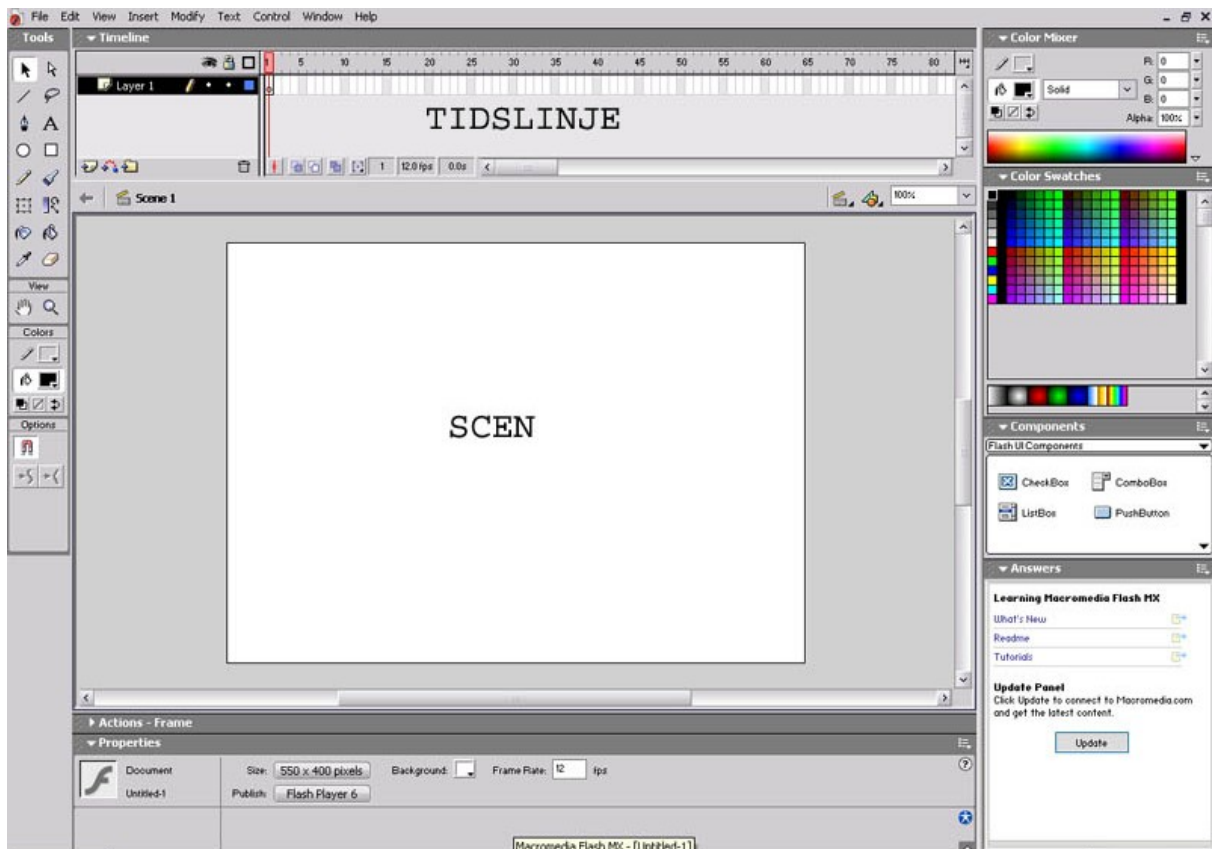 File Edit View Insert Modify Text Control Window Help
Tools
Timeline
1 5 10 15 20 25 30 35 40 45 50 55 60 65 70 75 80
Layer 1
TIDSLINJE
1 12.0 fps 0.0s
Scene 1
100%
SCEN
View
Colors
Options
Actions - Frame
Properties
Document
Size: 550 x 400 pixels Background: Frame Rate: 12 fps
Untitled-1
Publish: Flash Player 6
Macromedia Flash MX - [Untitled-1]
Color Mixer
R: 0
G: 0
Solid
B: 0
Alpha: 100%
Color Swatches
Components
Flash UI Components
CheckBox ComboBox
ListBox PushButton
Answers
Learning Macromedia Flash MX
What's New
Readme
Tutorials
Update Panel
Click Update to connect to Macromedia.com
and get the latest content.
Update